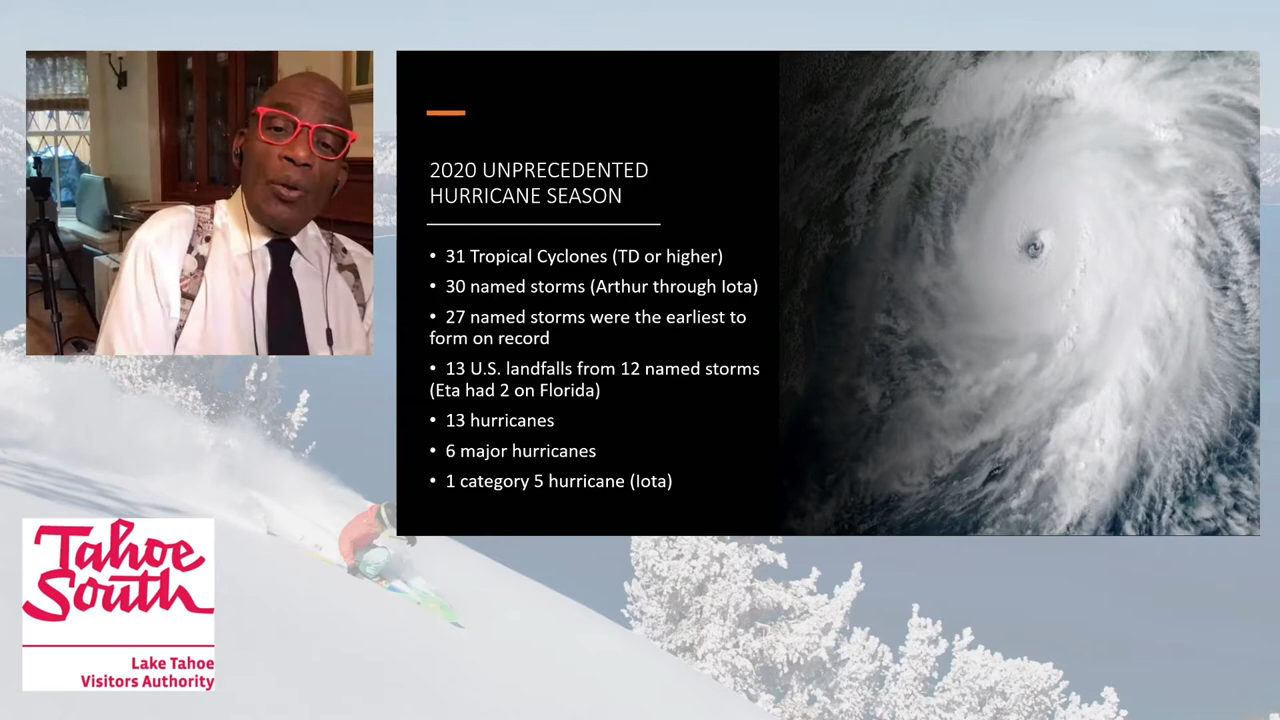 2020 UNPRECEDENTED
HURRICANE SEASON
• 31 Tropical Cyclones (TD or higher)
• 30 named storms (Arthur through Iota)
• 27 named storms were the earliest to
form on record
• 13 U.S. landfalls from 12 named storms
(Eta had 2 on Florida)
• 13 hurricanes
• 6 major hurricanes
• 1 category 5 hurricane (Iota)
Tahoe
South
Lake Tahoe
Visitors Authority